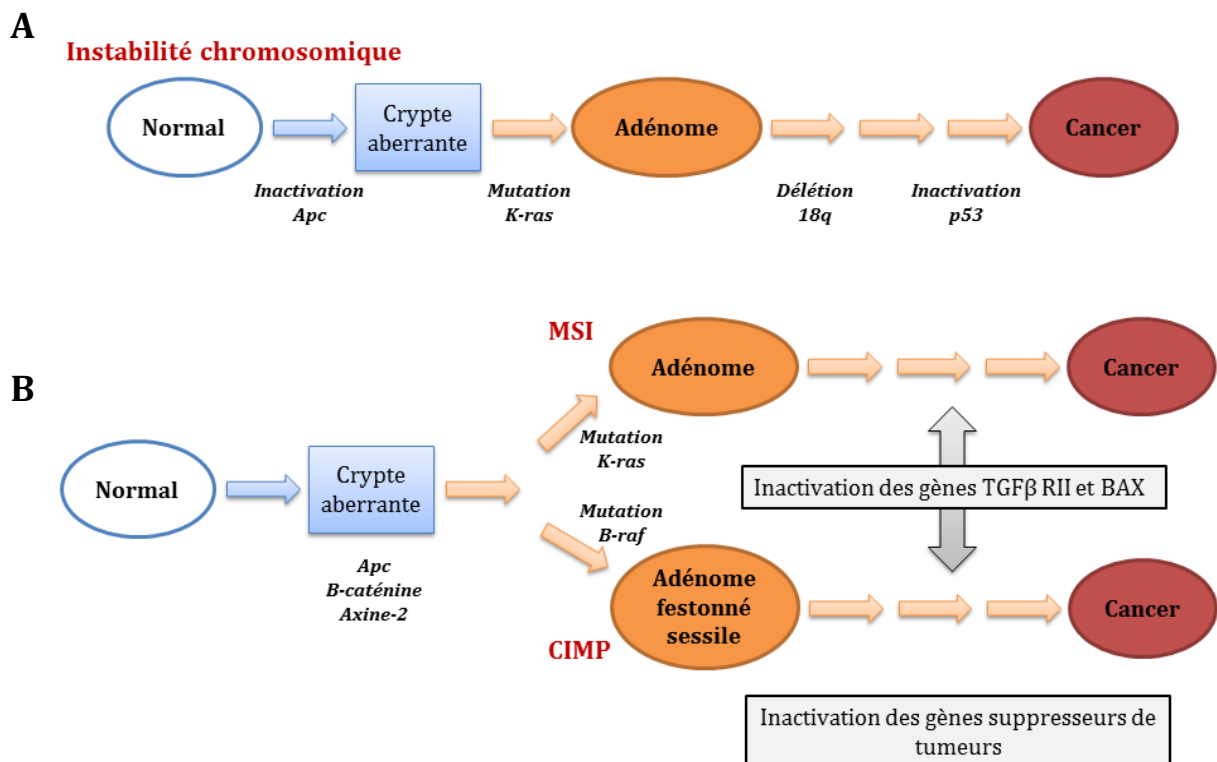 A
Instabilité chromosomique
Normal
Crypte
aberrante
Adénome
Cancer
Inactivation
Apc
Mutation
K-ras
Délétion
18q
Inactivation
p53
B
MSI
Adénome
Cancer
Mutation
K-ras
Normal
Crypte
aberrante
Inactivation des gènes TGFβ RII et BAX
Mutation
B-raf
Apc
B-caténine
Axine-2
Adénome
festonné
sessile
Cancer
CIMP
Inactivation des gènes suppresseurs de
tumeurs